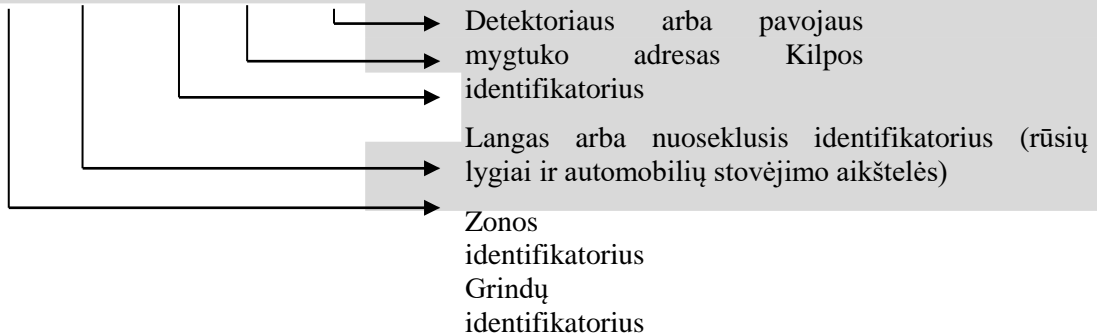 Detektoriaus arba pavojaus
mygtuko adresas Kilpos
identifikatorius
Langas arba nuoseklusis identifikatorius (rūsių
lygiai ir automobilių stovėjimo aikštelės)
Zonos
identifikatorius
Grindų
identifikatorius